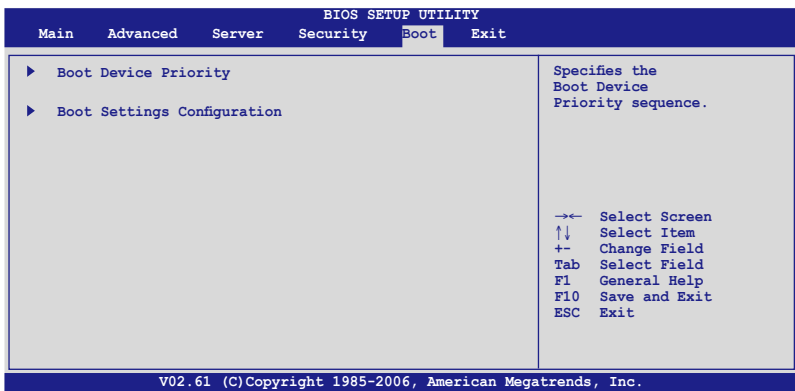 BIOS SETUP UTILITY
Main Advanced Server Security Boot Exit
Boot Device Priority
Boot Settings Configuration
Specifies the
Boot Device
Priority sequence.
→← Select Screen
↑↓ Select Item
+- Change Field
Tab Select Field
F1 General Help
F10 Save and Exit
ESC Exit
V02.61 (C)Copyright 1985-2006, American Megatrends, Inc.